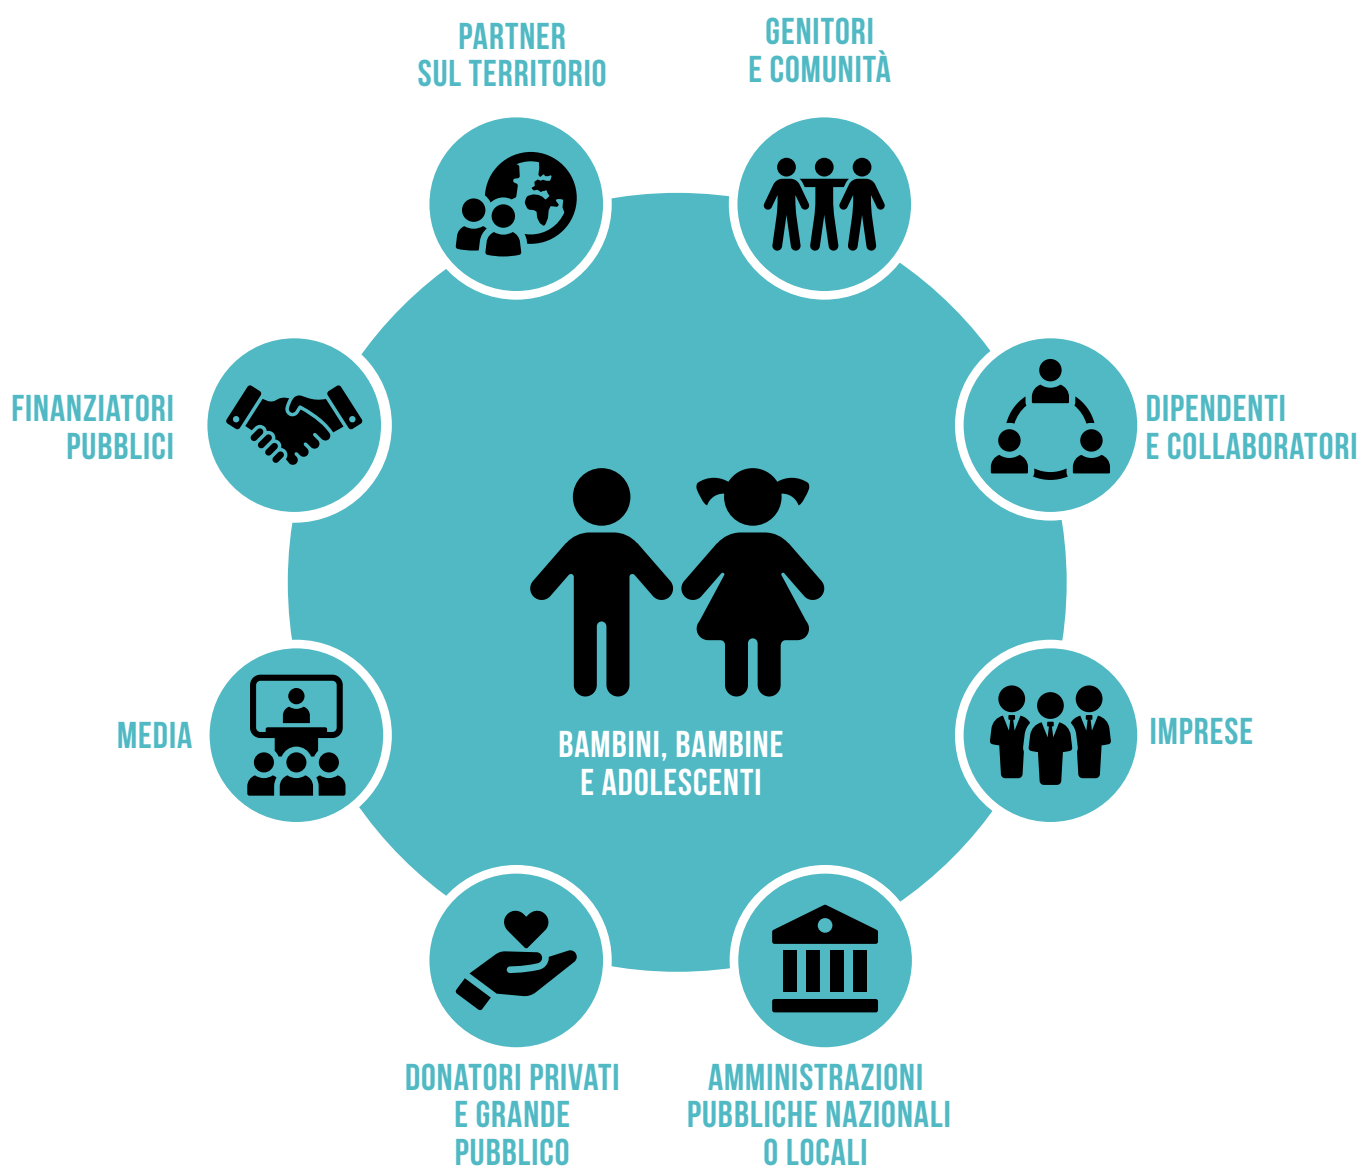 PARTNER
SUL TERRITORIO
GENITORI
E COMUNITÀ
FINANZIATORI
PUBBLICI
DIPENDENTI
E COLLABORATORI
MEDIA
BAMBINI, BAMBINE
E ADOLESCENTI
IMPRESE
DONATORI PRIVATI
E GRANDE
PUBBLICO
AMMINISTRAZIONI
PUBBLICHE NAZIONALI
O LOCALI